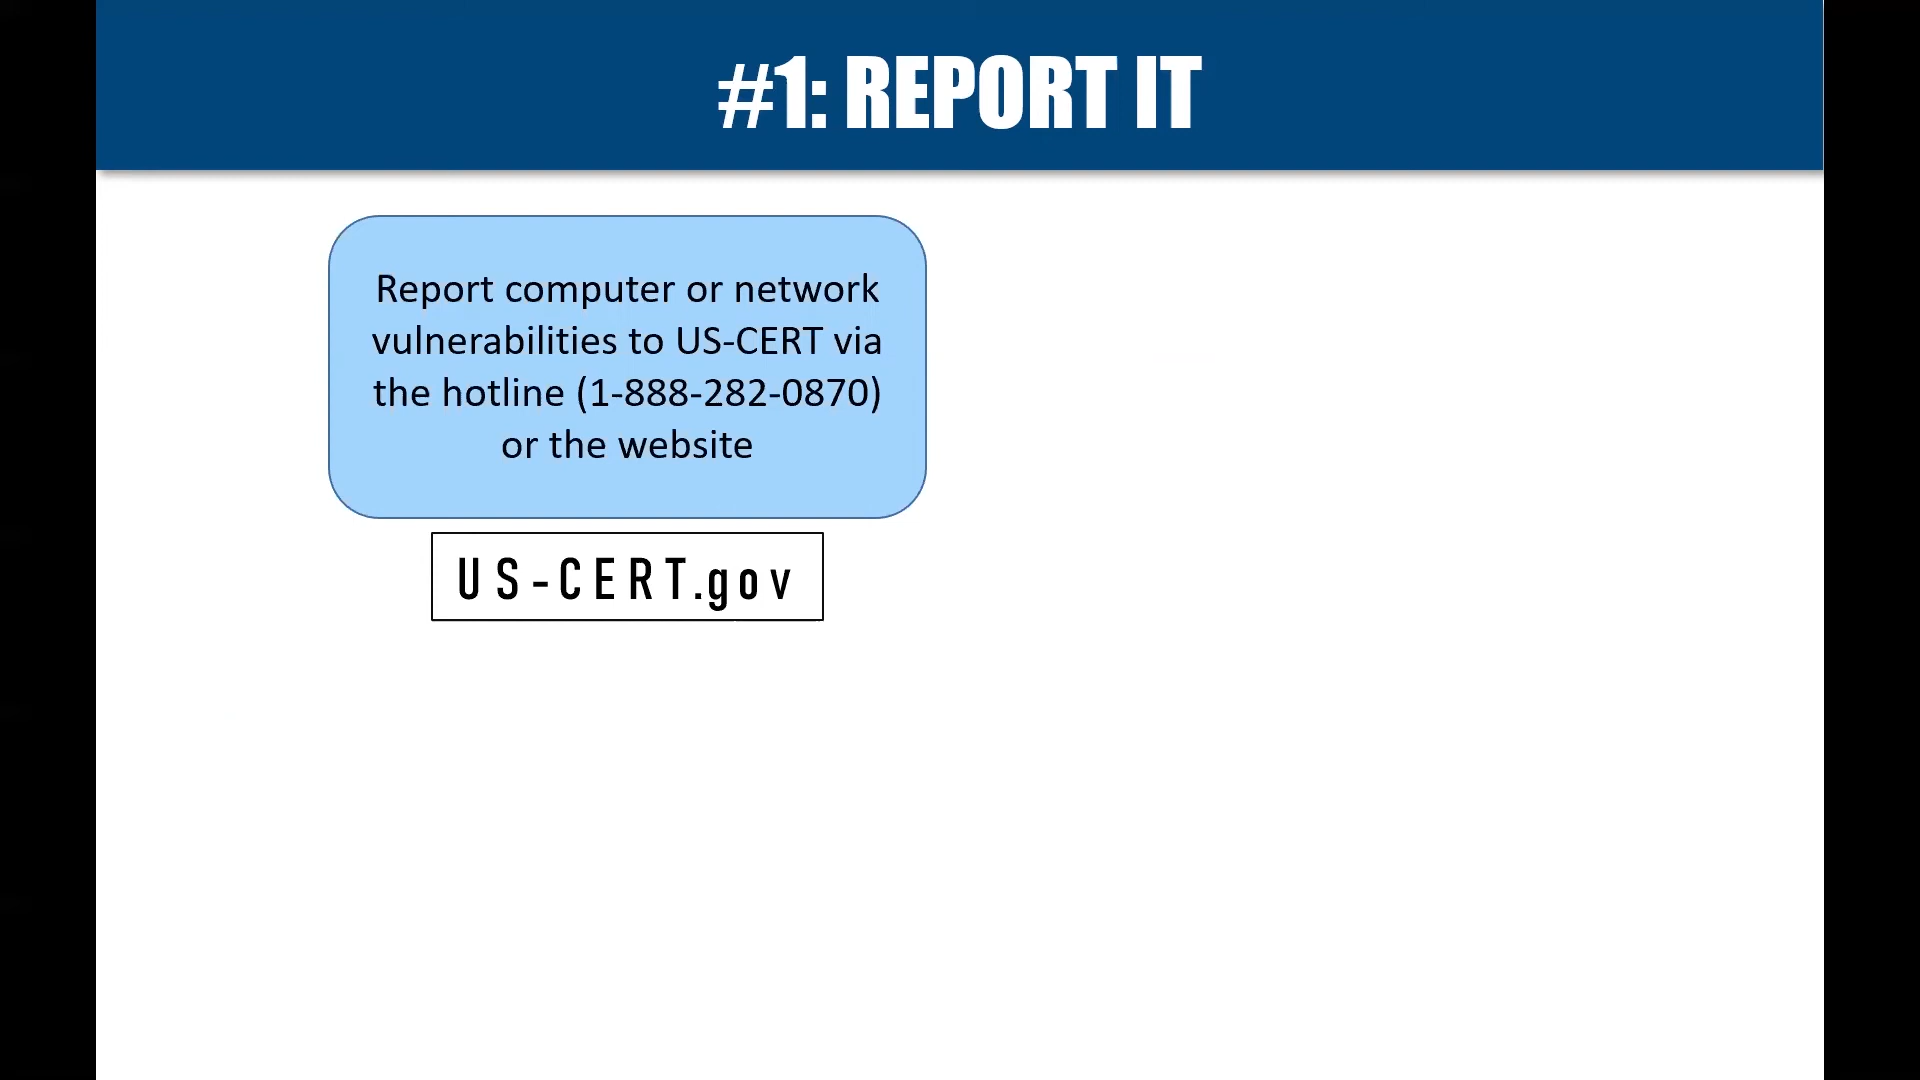 #1: REPORT IT
Report computer or network
vulnerabilities to US-CERT via
the hotline (1-888-282-0870)
or the website
US-CERT.gov